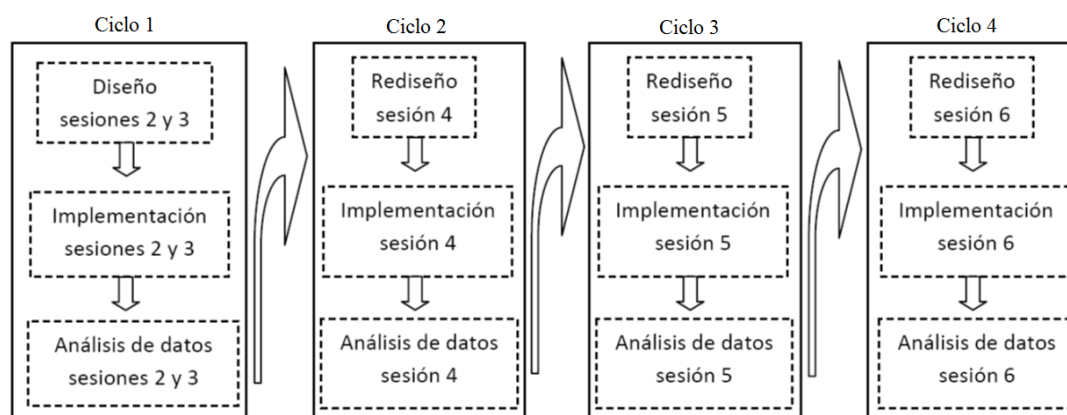 Ciclo 1
Diseño
sesiones 2 y 3
Implementación
sesiones 2 y 3
Análisis de datos
sesiones 2 y 3
Ciclo 2
Rediseño
sesión 4
Implementación
sesión 4
Análisis de datos
sesión 4
Ciclo 3
Rediseño
sesión 5
Implementación
sesión 5
Análisis de datos
sesión 5
Ciclo 4
Rediseño
sesión 6
Implementación
sesión 6
Análisis de datos
sesión 6